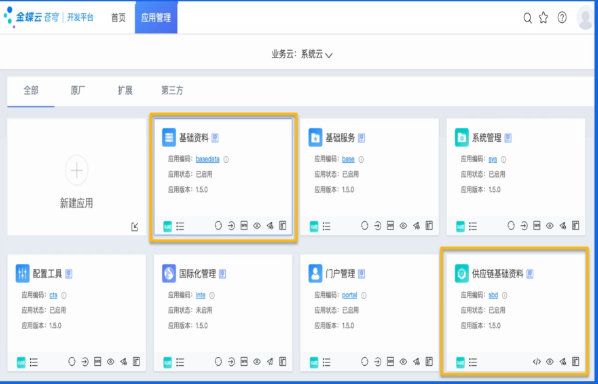 金蝶云 苍穹 | 开发平台 首页 应用管理
业务云：系统云
全部 原厂 扩展 第三方
新建应用
基础资料
应用编码：basedata
应用状态：已启用
应用版本：1.5.0
基础服务
应用编码：base
应用状态：已启用
应用版本：1.5.0
系统管理
应用编码：sys
应用状态：已启用
应用版本：1.5.0
配置工具
应用编码：cts
应用状态：已启用
应用版本：1.5.0
国际化管理
应用编码：inte
应用状态：未启用
应用版本：1.5.0
门户管理
应用编码：portal
应用状态：已启用
应用版本：1.5.0
供应链基础资料
应用编码：sbd
应用状态：已启用
应用版本：1.5.0